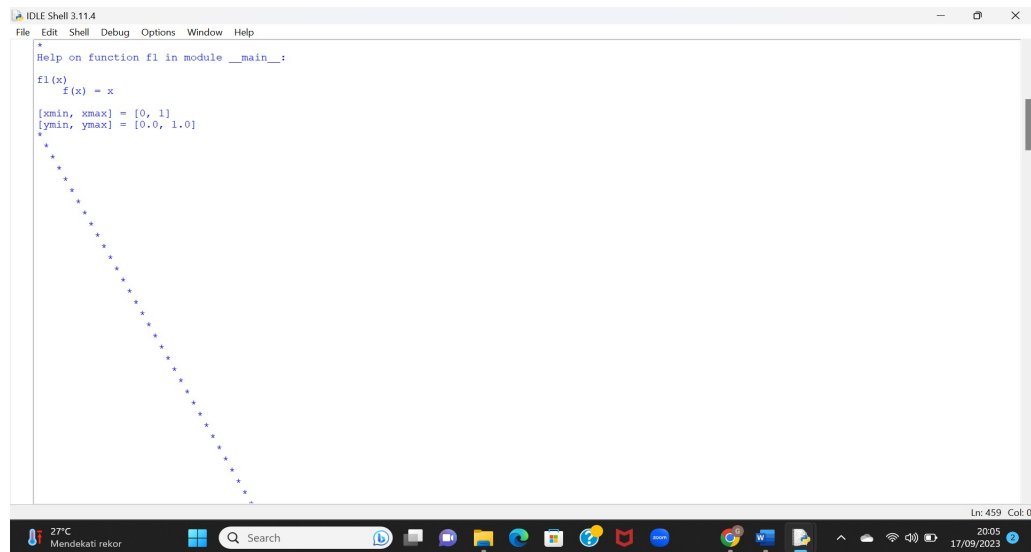 IDLE Shell 3.11.4
File Edit Shell Debug Options Window Help
*
Help on function f1 in module __main__:
f1(x)
    f(x) = x
[xmin, xmax] = [0, 1]
[ymin, ymax] = [0.0, 1.0]
*
 *
  *
   *
    *
     *
      *
       *
        *
         *
          *
           *
            *
             *
              *
               *
                *
                 *
                  *
                   *
                    *
                     *
                      *
                       *
                        *
                         *
                          *
                           *
                            *
                             *
                              *
                               *
                                *
                                 *
Ln: 459 Col: 0
27°C
Mendekati rekor
Search
zoom
W
20:05
17/09/2023
2